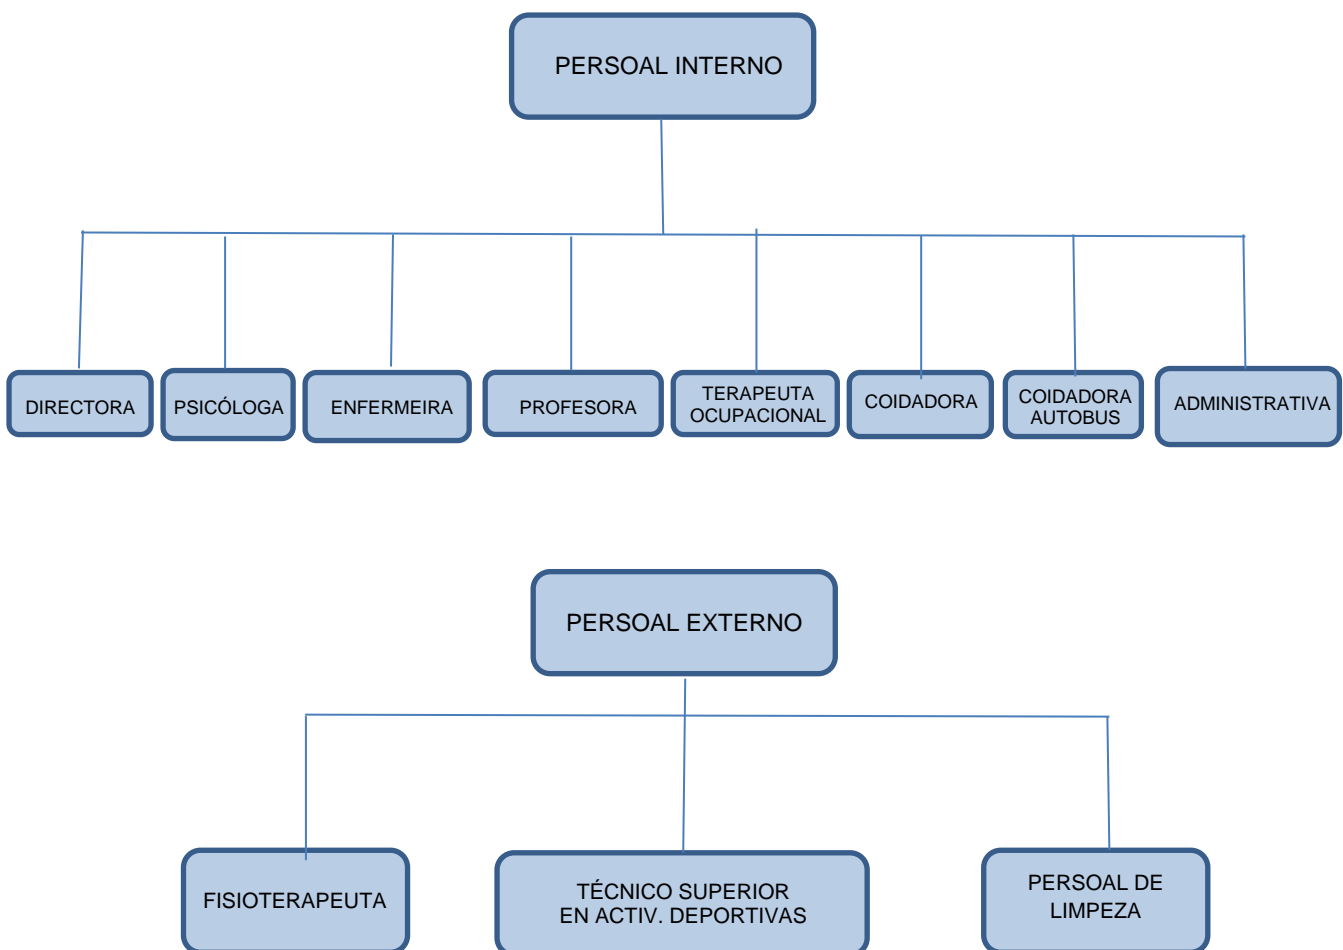 PERSOAL INTERNO
DIRECTORA
PSICÓLOGA
ENFERMEIRA
PROFESORA
TERAPEUTA
OCUPACIONAL
COIDADORA
COIDADORA
AUTOBUS
ADMINISTRATIVA
PERSOAL EXTERNO
FISIOTERAPEUTA
TÉCNICO SUPERIOR
EN ACTIV. DEPORTIVAS
PERSOAL DE
LIMPEZA